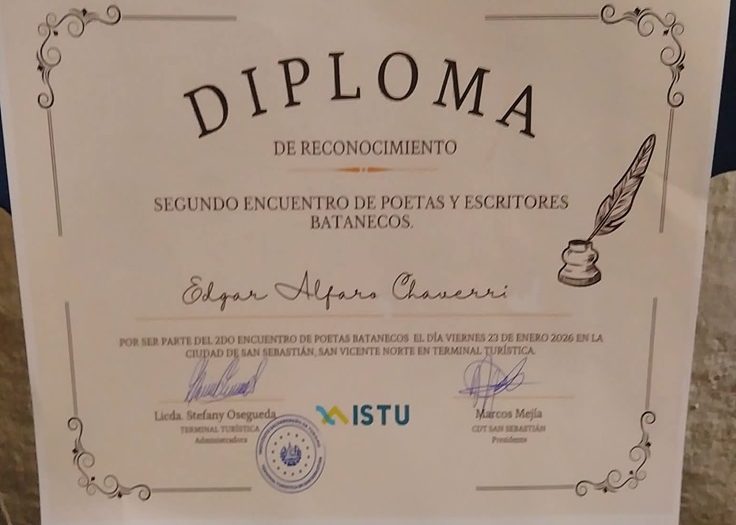 DIPLOMA
DE RECONOCIMIENTO
SEGUNDO ENCUENTRO DE POETAS Y ESCRITORES
BATANECOS.
Edgar Alfaro Chaverri
POR SER PARTE DEL 2DO ENCUENTRO DE POETAS BATANECOS EL DÍA VIERNES 23 DE ENERO 2026 EN LA
CIUDAD DE SAN SEBASTIÁN, SAN VICENTE NORTE EN TERMINAL TURÍSTICA.
Licda. Stefany Osegueda
TERMINAL TURÍSTICA
Administradora
ISTU
Marcos Mejía
CDT SAN SEBASTIÁN
Presidente